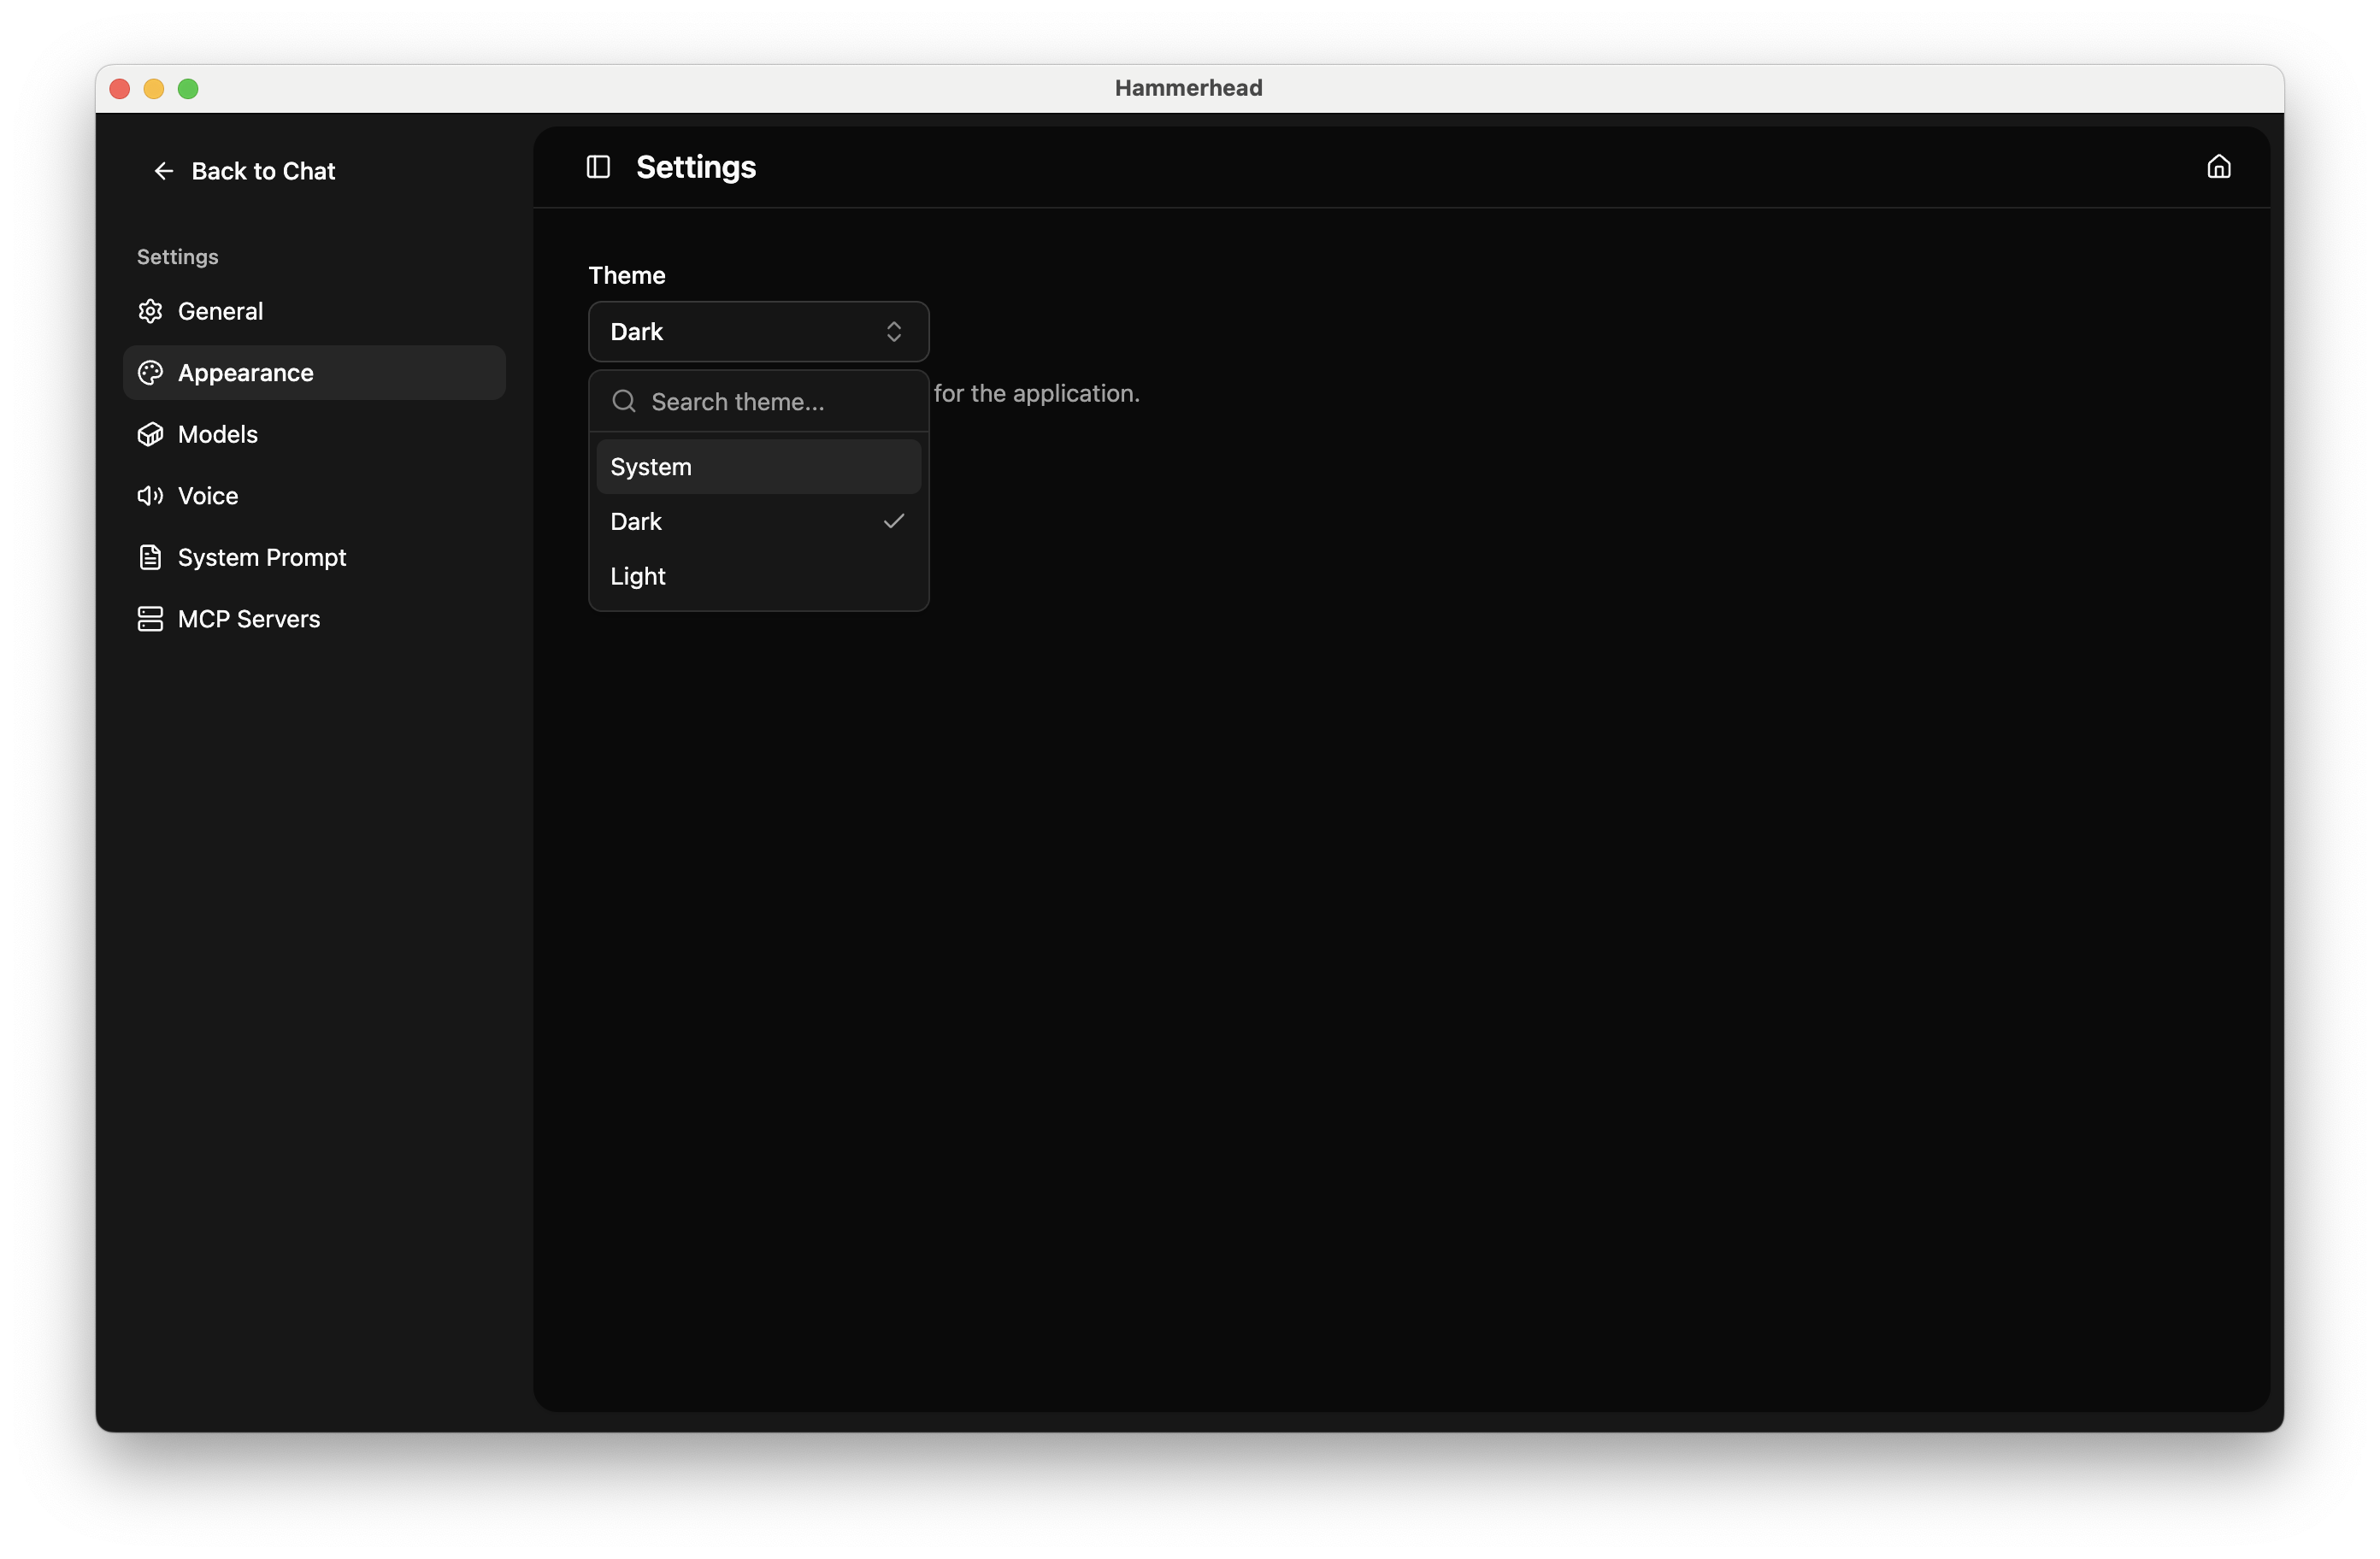 Hammerhead
Back to Chat
Settings
General
Appearance
Models
Voice
System Prompt
MCP Servers
Settings
Theme
Dark
for the application.
Search theme...
System
Dark
Light